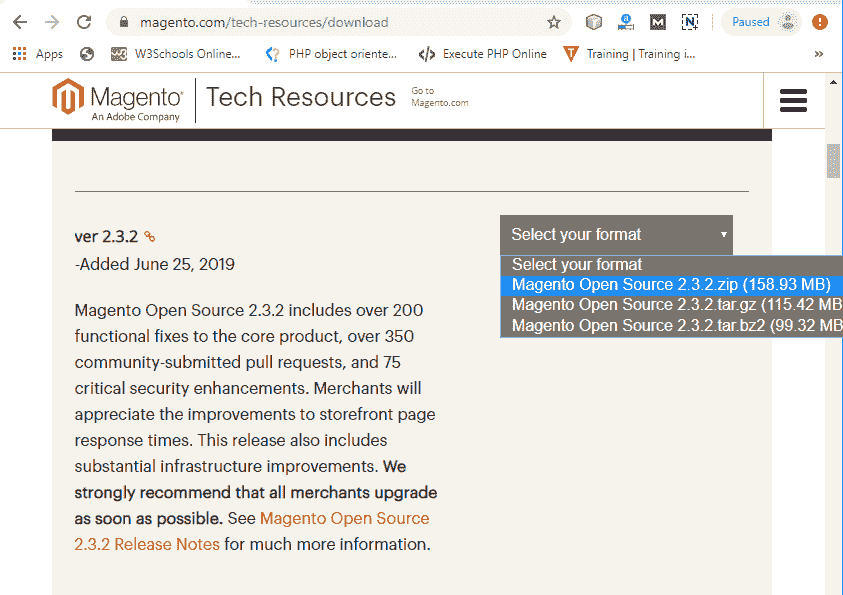 magento.com/tech-resources/download
Paused
Apps
W3Schools Online...
PHP object oriente...
Execute PHP Online
Training | Training i...
»
Magento®
An Adobe Company
Tech Resources
Go to
Magento.com
ver 2.3.2
-Added June 25, 2019
Magento Open Source 2.3.2 includes over 200
functional fixes to the core product, over 350
community-submitted pull requests, and 75
critical security enhancements. Merchants will
appreciate the improvements to storefront page
response times. This release also includes
substantial infrastructure improvements. We
strongly recommend that all merchants upgrade
as soon as possible. See Magento Open Source
2.3.2 Release Notes for much more information.
Select your format
Select your format
Magento Open Source 2.3.2.zip (158.93 MB)
Magento Open Source 2.3.2.tar.gz (115.42 MB
Magento Open Source 2.3.2.tar.bz2 (99.32 MB